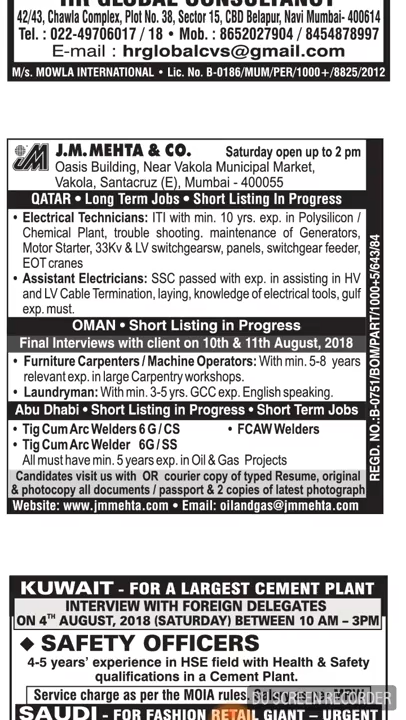 HR GLOBAL CONSULTANCY
42/43, Chawla Complex, Plot No. 38, Sector 15, CBD Belapur, Navi Mumbai- 400614
Tel. : 022-49706017 / 18 • Mob. : 8652027904 / 8454878997
E-mail : hrglobalcvs@gmail.com
M/s. MOWLA INTERNATIONAL • Lic. No. B-0186/MUM/PER/1000+/8825/2012
JM J.M. MEHTA & CO. Saturday open up to 2 pm
Oasis Building, Near Vakola Municipal Market,
Vakola, Santacruz (E), Mumbai - 400055
QATAR • Long Term Jobs • Short Listing In Progress
• Electrical Technicians: ITI with min. 10 yrs. exp. in Polysilicon /
Chemical Plant, trouble shooting. maintenance of Generators,
Motor Starter, 33Kv & LV switchgearsw, panels, switchgear feeder,
EOT cranes
• Assistant Electricians: SSC passed with exp. in assisting in HV
and LV Cable Termination, laying, knowledge of electrical tools, gulf
exp. must.
OMAN • Short Listing in Progress
Final Interviews with client on 10th & 11th August, 2018
• Furniture Carpenters / Machine Operators: With min. 5-8 years
relevant exp. in large Carpentry workshops.
• Laundryman: With min. 3-5 yrs. GCC exp. English speaking.
Abu Dhabi • Short Listing in Progress • Short Term Jobs
• Tig Cum Arc Welders 6 G / CS • FCAW Welders
• Tig Cum Arc Welder 6G / SS
All must have min. 5 years exp. in Oil & Gas Projects
Candidates visit us with OR courier copy of typed Resume, original
& photocopy all documents / passport & 2 copies of latest photograph
Website: www.jmmehta.com • Email: oilandgas@jmmehta.com
REGD. NO.:B-0751/BOM/PART/1000+5/643/84
KUWAIT - FOR A LARGEST CEMENT PLANT
INTERVIEW WITH FOREIGN DELEGATES
ON 4TH AUGUST, 2018 (SATURDAY) BETWEEN 10 AM – 3PM
◆ SAFETY OFFICERS
4-5 years' experience in HSE field with Health & Safety
qualifications in a Cement Plant.
Service charge as per the MOIA rules.
DU SCREEN RECORDER
SAUDI - FOR FASHION RETAIL GIANT - URGENT